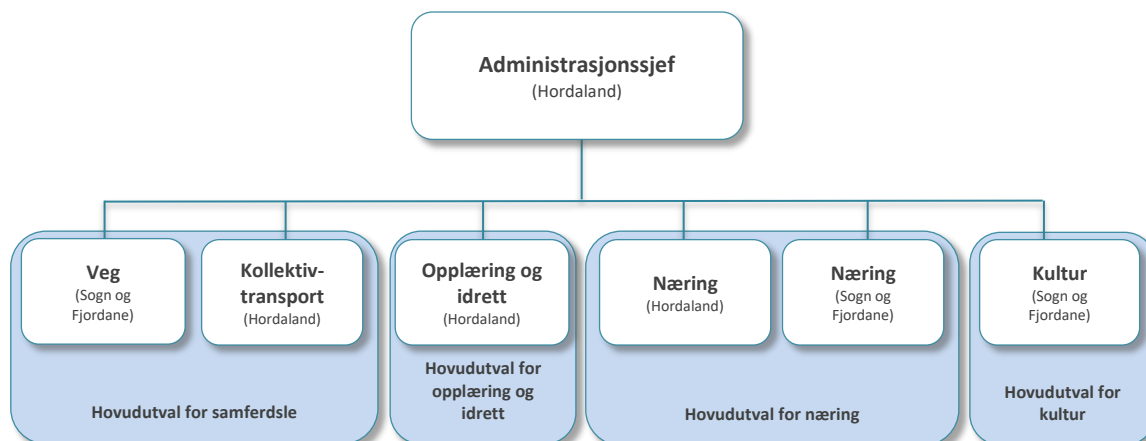 Administrasjonssjef
(Hordaland)
Veg
(Sogn og
Fjordane)
Kollektiv-
transport
(Hordaland)
Opplæring og
idrett
(Hordaland)
Næring
(Hordaland)
Næring
(Sogn og
Fjordane)
Kultur
(Sogn og
Fjordane)
Hovudutval for samferdsle
Hovudutval for
opplæring og
idrett
Hovudutval for næring
Hovudutval for
kultur